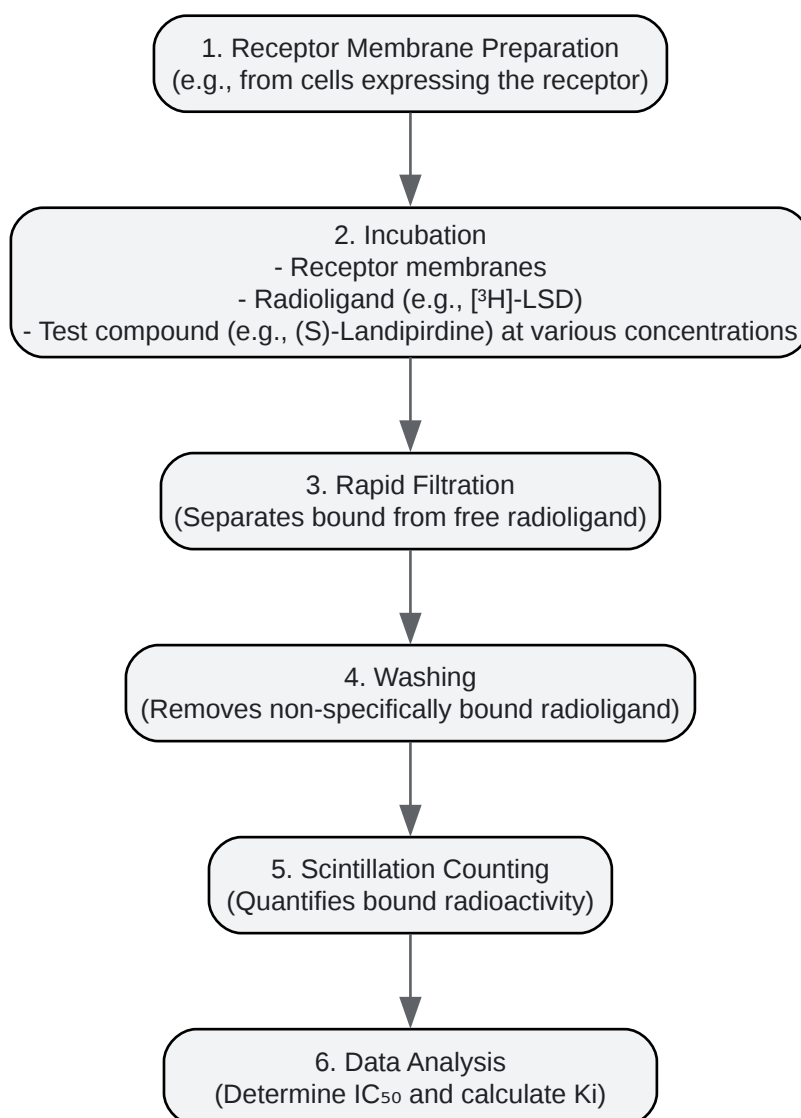 1. Receptor Membrane Preparation
(e.g., from cells expressing the receptor)
2. Incubation
- Receptor membranes
- Radioligand (e.g., [³H]-LSD)
- Test compound (e.g., (S)-Landipirdine) at various concentrations
3. Rapid Filtration
(Separates bound from free radioligand)
4. Washing
(Removes non-specifically bound radioligand)
5. Scintillation Counting
(Quantifies bound radioactivity)
6. Data Analysis
(Determine IC₅₀ and calculate Ki)